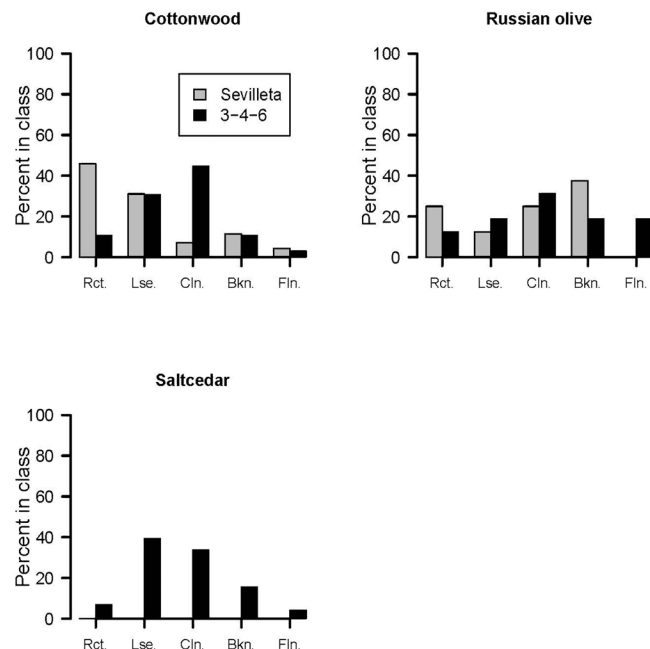 Cottonwood
Percent in class
100
80
60
40
20
0
Sevilleta
3-4-6
Rct. Lse. Cln. Bkn. Fln.
Russian olive
Percent in class
100
80
60
40
20
0
Rct. Lse. Cln. Bkn. Fln.
Saltcedar
Percent in class
100
80
60
40
20
0
Rct. Lse. Cln. Bkn. Fln.